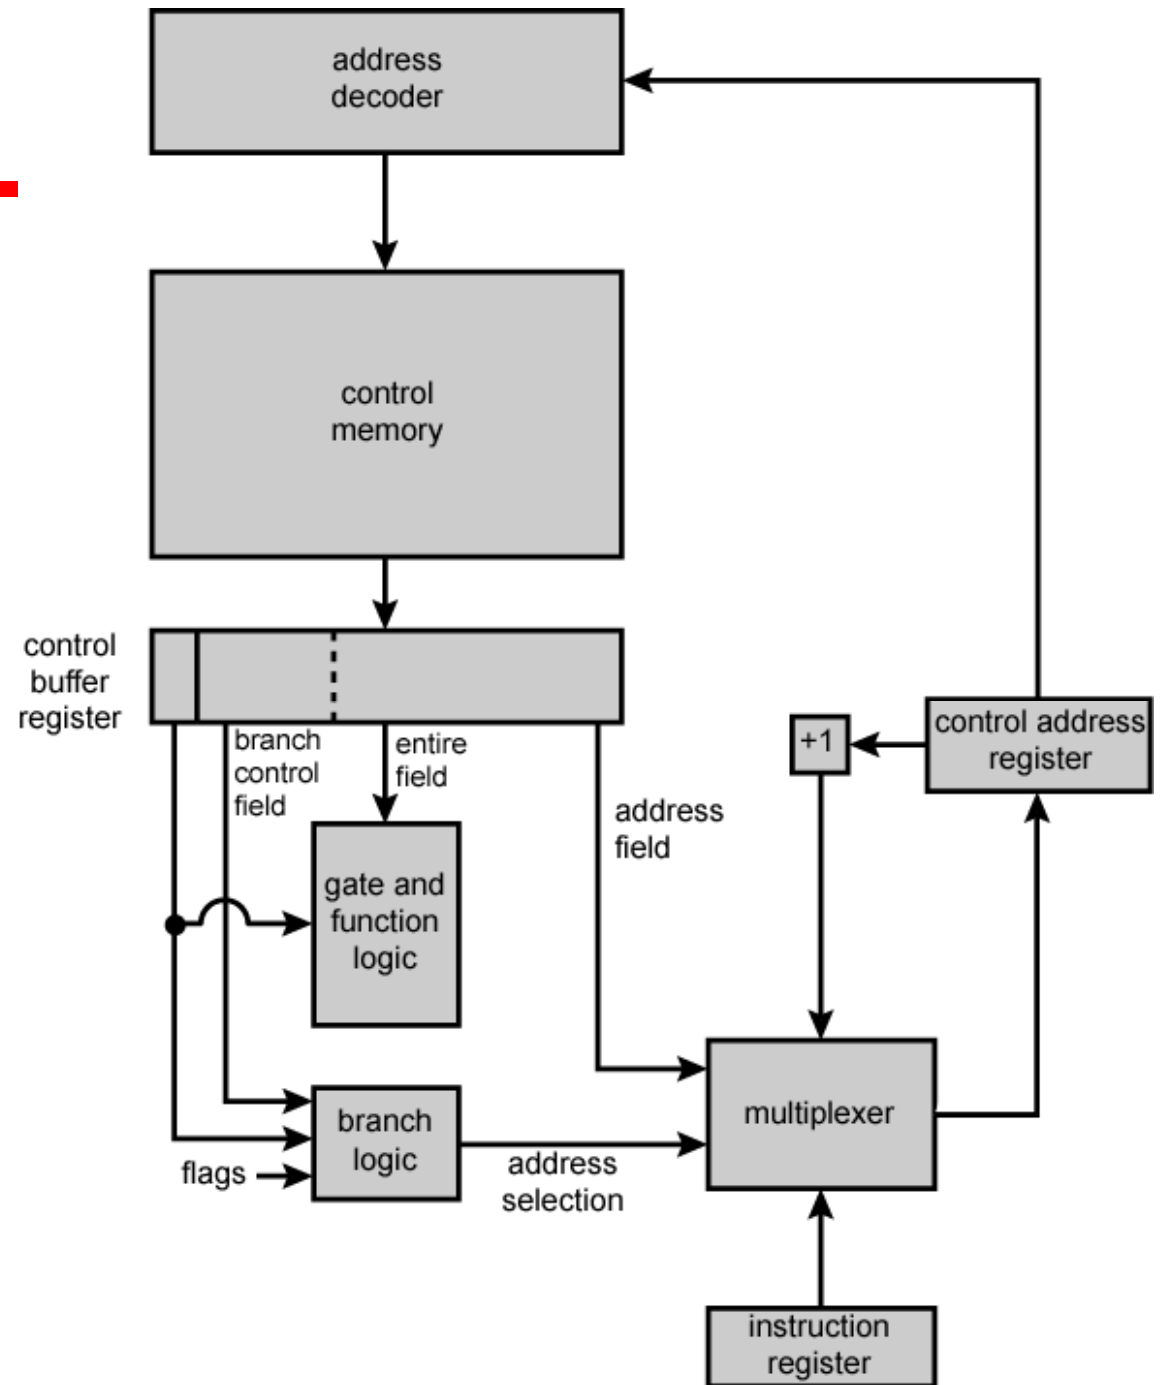 address
decoder
control
memory
control
buffer
register
branch
control
field
entire
field
address
field
+1
control address
register
gate and
function
logic
branch
logic
flags
address
selection
multiplexer
instruction
register